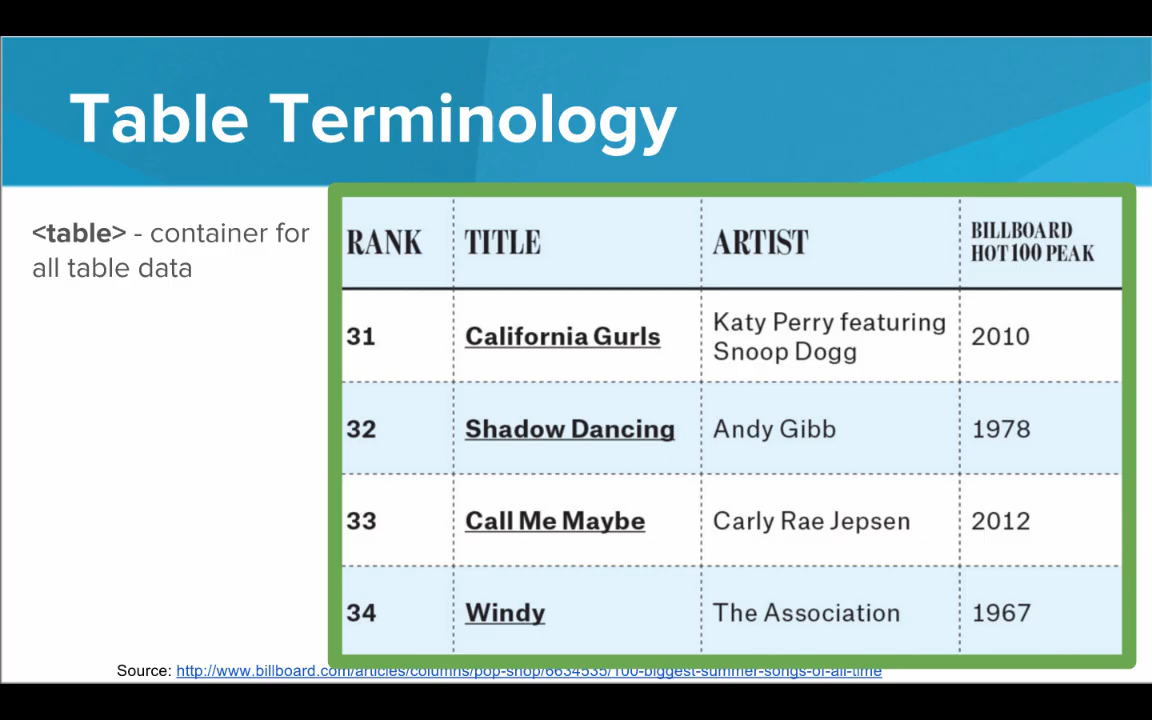 Table Terminology
<table> - container for
all table data
RANK TITLE ARTIST BILLBOARD
HOT 100 PEAK
31 California Gurls Katy Perry featuring
Snoop Dogg 2010
32 Shadow Dancing Andy Gibb 1978
33 Call Me Maybe Carly Rae Jepsen 2012
34 Windy The Association 1967
Source: http://www.billboard.com/articles/columns/pop-shop/6634535/100-biggest-summer-songs-of-all-time